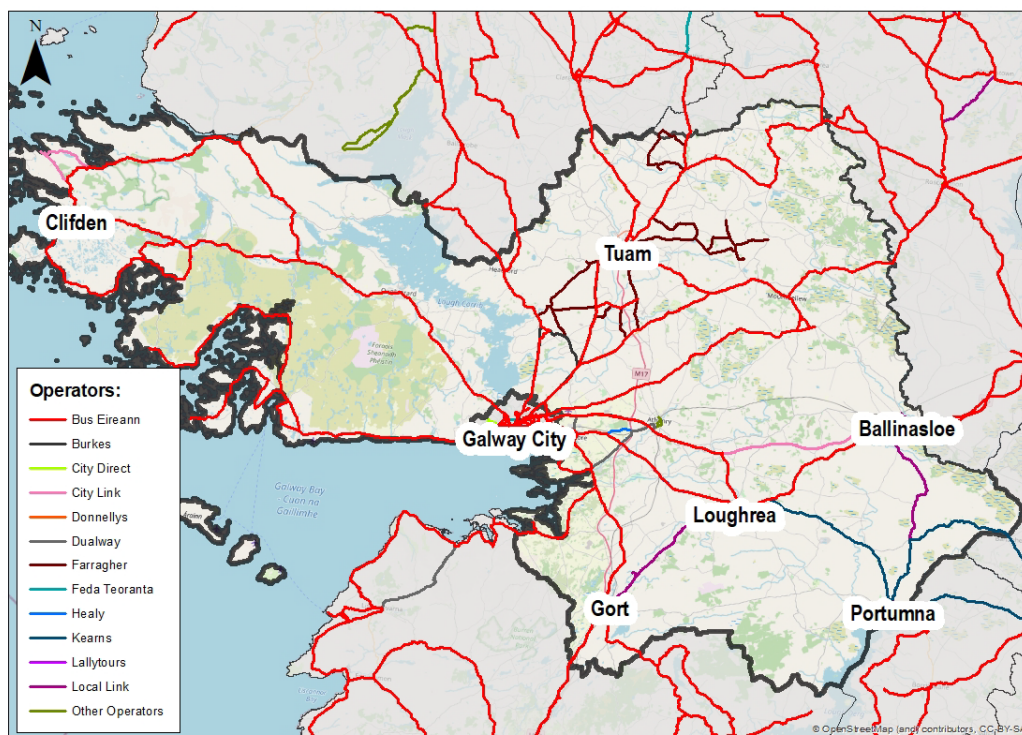 N
Clifden
Tuam
Lough Corrib
M17
Galway City
Ballinasloe
Loughrea
Gort
Portumna
Galway Bay
Cuan na
Gaillimhe
Operators:
Bus Eireann
Burkes
City Direct
City Link
Donnellys
Dualway
Farragher
Feda Teoranta
Healy
Kearns
Lallytours
Local Link
Other Operators
© OpenStreetMap (and) contributors, CC-BY-SA